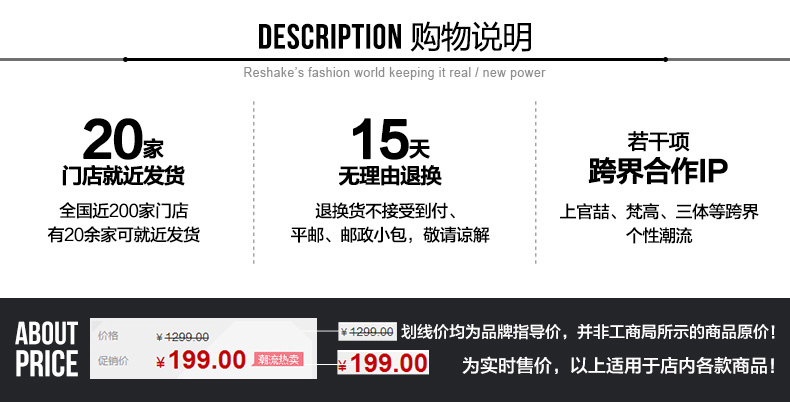 DESCRIPTION 购物说明
Reshake's fashion world keeping it real / new power
20家
门店就近发货
全国近200家门店
有20余家可就近发货
15天
无理由退换
退换货不接受到付、
平邮、邮政小包，敬请谅解
若干项
跨界合作IP
上官喆、梵高、三体等跨界
个性潮流
ABOUT
PRICE
价格 ¥1299.00
促销价 ¥199.00 潮流热卖
¥1299.00 划线价均为品牌指导价，并非工商局所示的商品原价！
¥199.00 为实时售价，以上适用于店内各款商品！